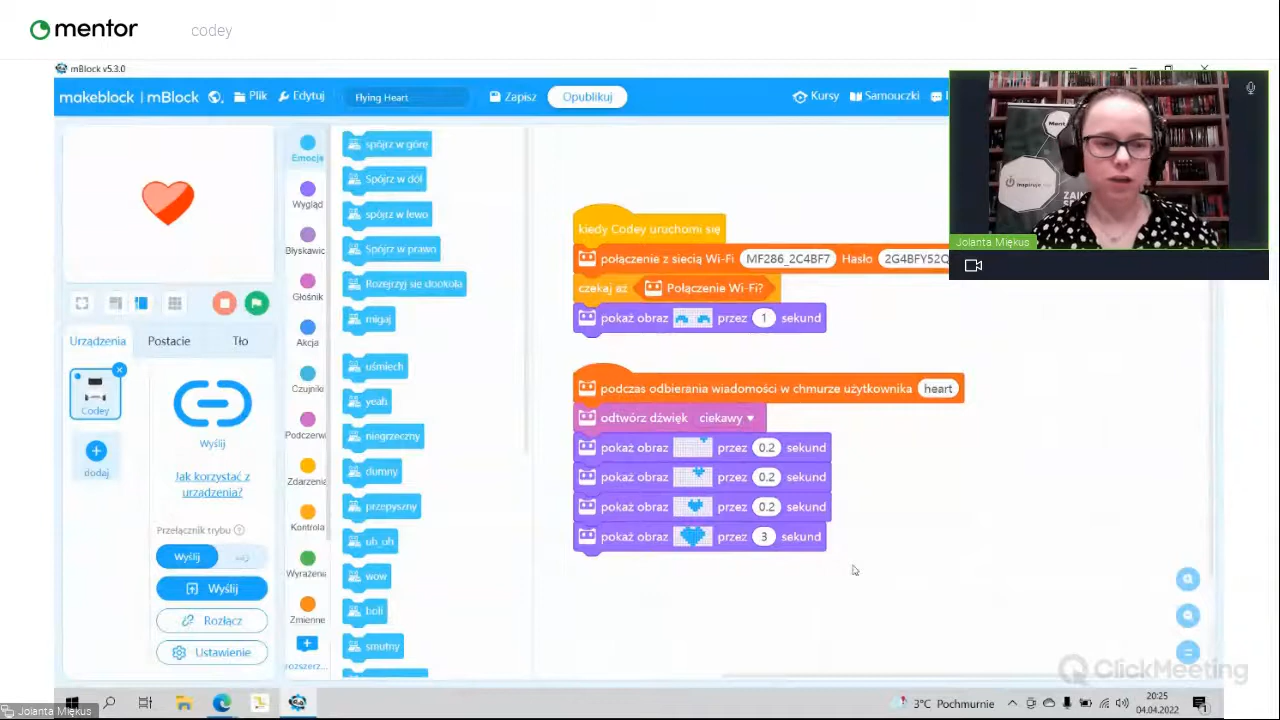 mentor
codey
mBlock v5.3.0
makeblock | mBlock
Plik
Edytuj
Flying Heart
Zapisz
Opublikuj
Kursy
Samouczki
Emocje
Wygląd
Błyskawic
Głośnik
Akcja
Czujniki
Podczerwi
Zdarzenia
Kontrola
Wyrażenia
Zmienne
rozszerz...
spójrz w górę
Spójrz w dół
spójrz w lewo
Spójrz w prawo
Rozejrzyj się dookoła
migaj
uśmiech
yeah
niegrzeczny
dumny
przepyszny
uh_oh
wow
boli
smutny
kiedy Codey uruchomi się
połączenie z siecią Wi-Fi MF286_2C4BF7 Hasło 2G4BFY52Q
czekaj aż Połączenie Wi-Fi?
pokaż obraz przez 1 sekund
podczas odbierania wiadomości w chmurze użytkownika heart
odtwórz dźwięk ciekawy
pokaż obraz przez 0.2 sekund
pokaż obraz przez 0.2 sekund
pokaż obraz przez 0.2 sekund
pokaż obraz przez 3 sekund
Urządzenia
Postacie
Tło
Codey
dodaj
Wyślij
Jak korzystać z
urządzenia?
Przełącznik trybu
Wyślij
Wyślij
Rozłącz
Ustawienie
Jolanta Miękus
ClickMeeting
3°C Pochmurnie
20:25
04.04.2022
Jolanta Miękus